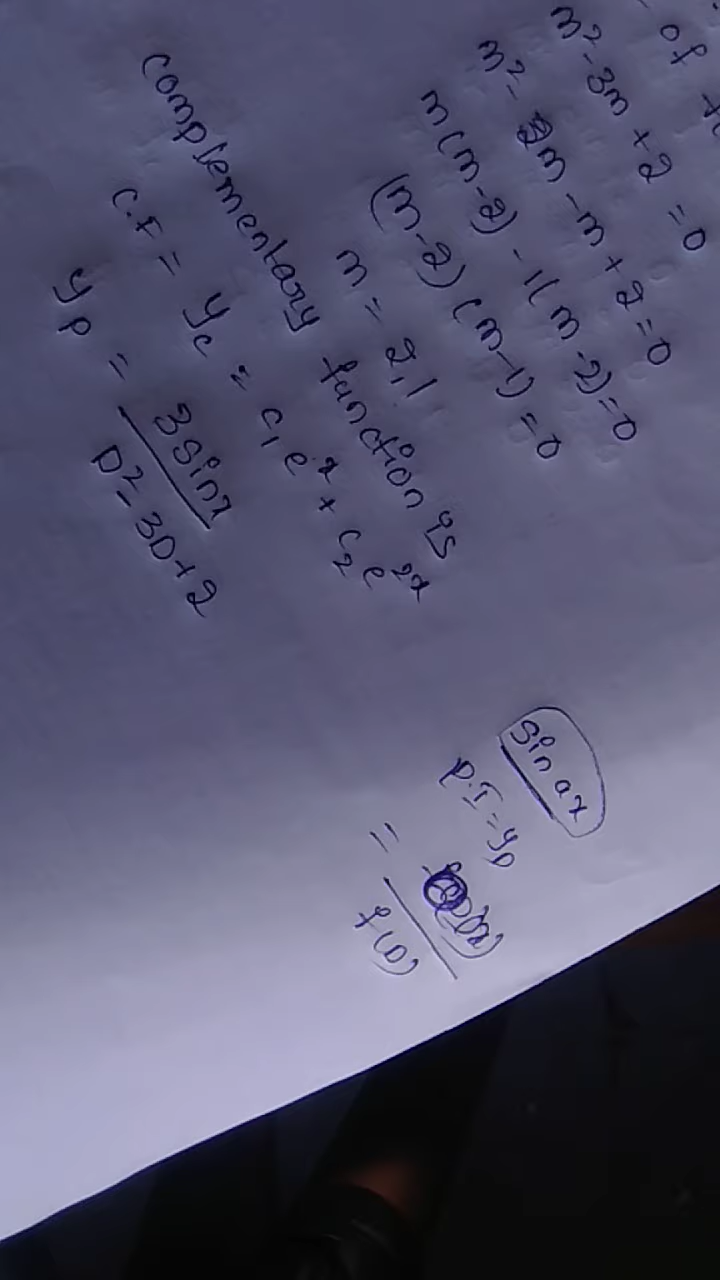 of
m² - 3m + 2 = 0
m² - 2m - m + 2 = 0
m(m-2) - 1(m-2) = 0
(m-2) (m-1) = 0
m = 2,1
Complementary function is
C.F = yc = c₁eˣ + c₂e²ˣ
yp = 3sinx / D² - 3D + 2
sin ax
P.I = yp
= / f(D)